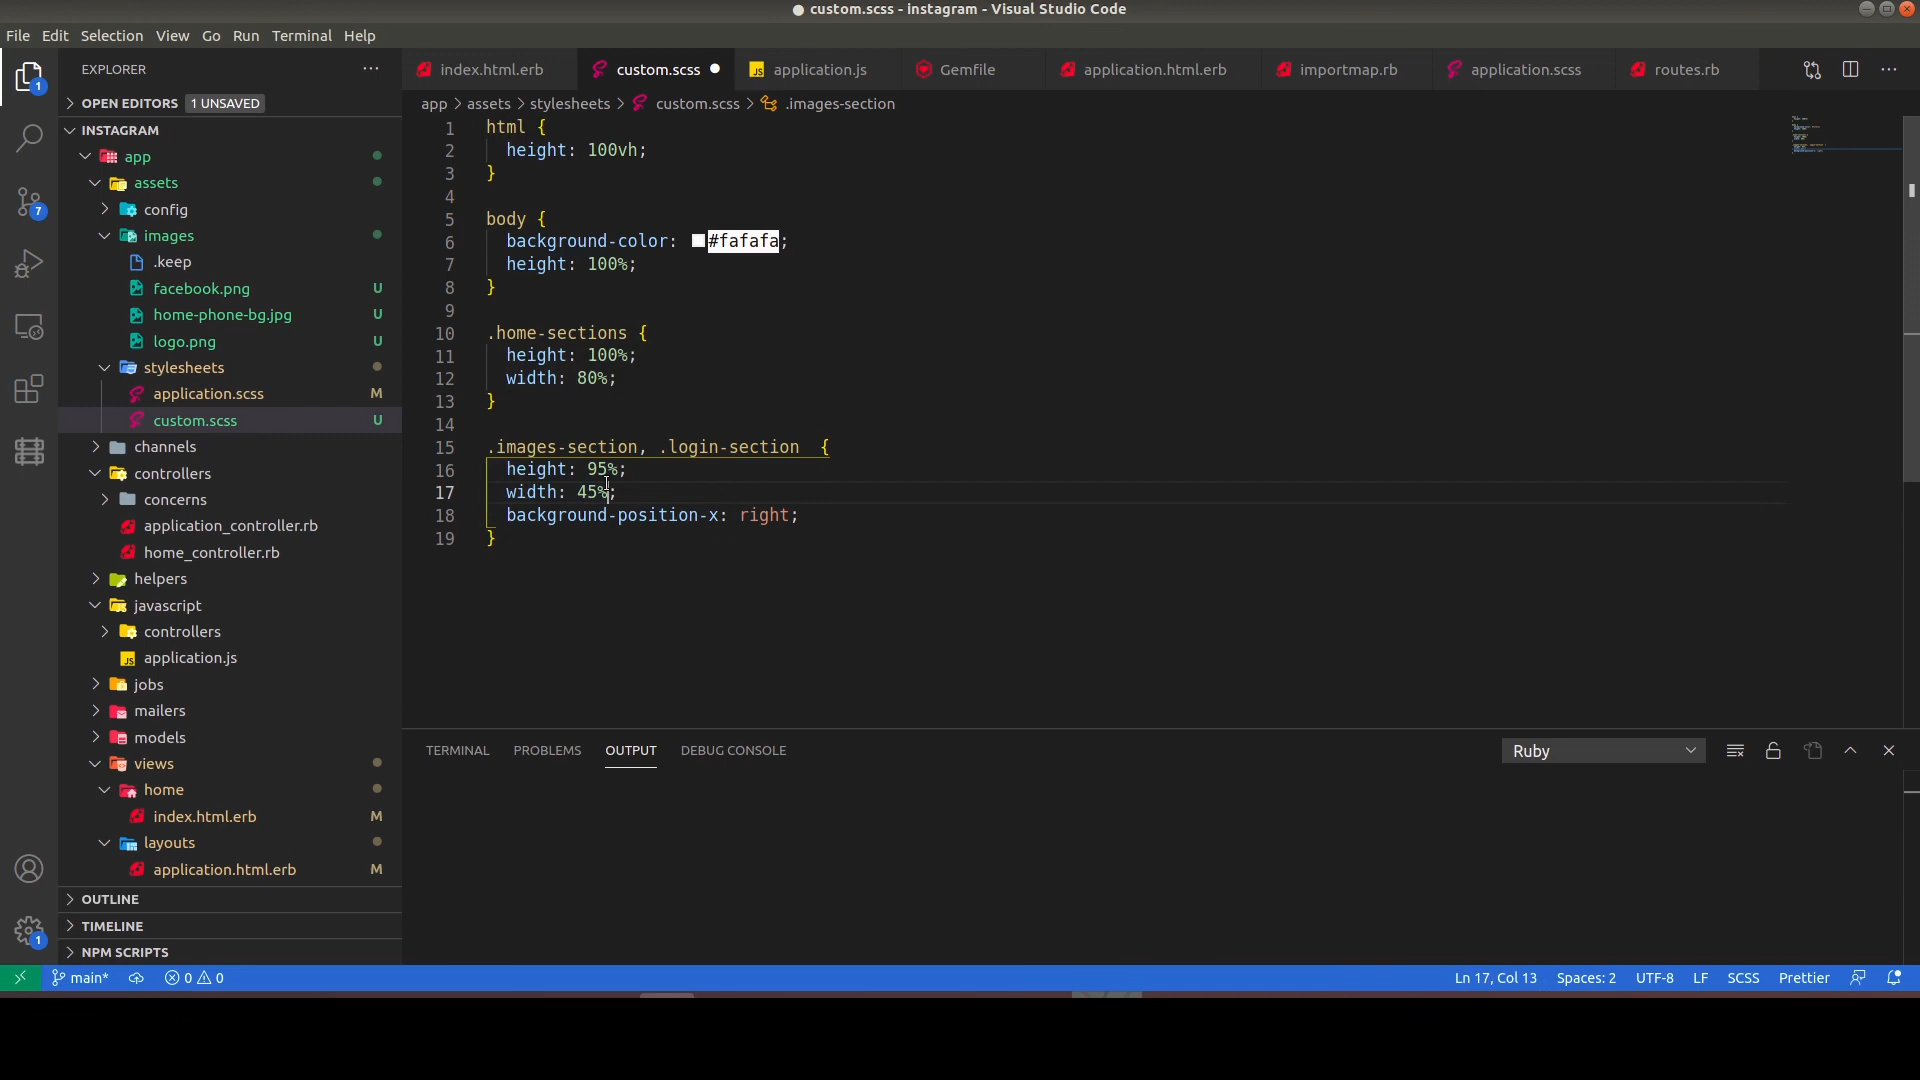 ● custom.scss - instagram - Visual Studio Code
File Edit Selection View Go Run Terminal Help
EXPLORER ···
OPEN EDITORS 1 UNSAVED
INSTAGRAM
app
assets
config
images
.keep
facebook.png U
home-phone-bg.jpg U
logo.png U
stylesheets
application.scss M
custom.scss U
channels
controllers
concerns
application_controller.rb
home_controller.rb
helpers
javascript
controllers
JS application.js
jobs
mailers
models
views
home
index.html.erb M
layouts
application.html.erb M
OUTLINE
TIMELINE
NPM SCRIPTS
1
7
1
index.html.erb custom.scss ● JS application.js Gemfile application.html.erb importmap.rb application.scss routes.rb
app > assets > stylesheets > custom.scss > .images-section
1 html {
2 height: 100vh;
3 }
4
5 body {
6 background-color: #fafafa;
7 height: 100%;
8 }
9
10 .home-sections {
11 height: 100%;
12 width: 80%;
13 }
14
15 .images-section, .login-section {
16 height: 95%;
17 width: 45%;
18 background-position-x: right;
19 }
TERMINAL PROBLEMS OUTPUT DEBUG CONSOLE Ruby
main* 0 0 Ln 17, Col 13 Spaces: 2 UTF-8 LF SCSS Prettier